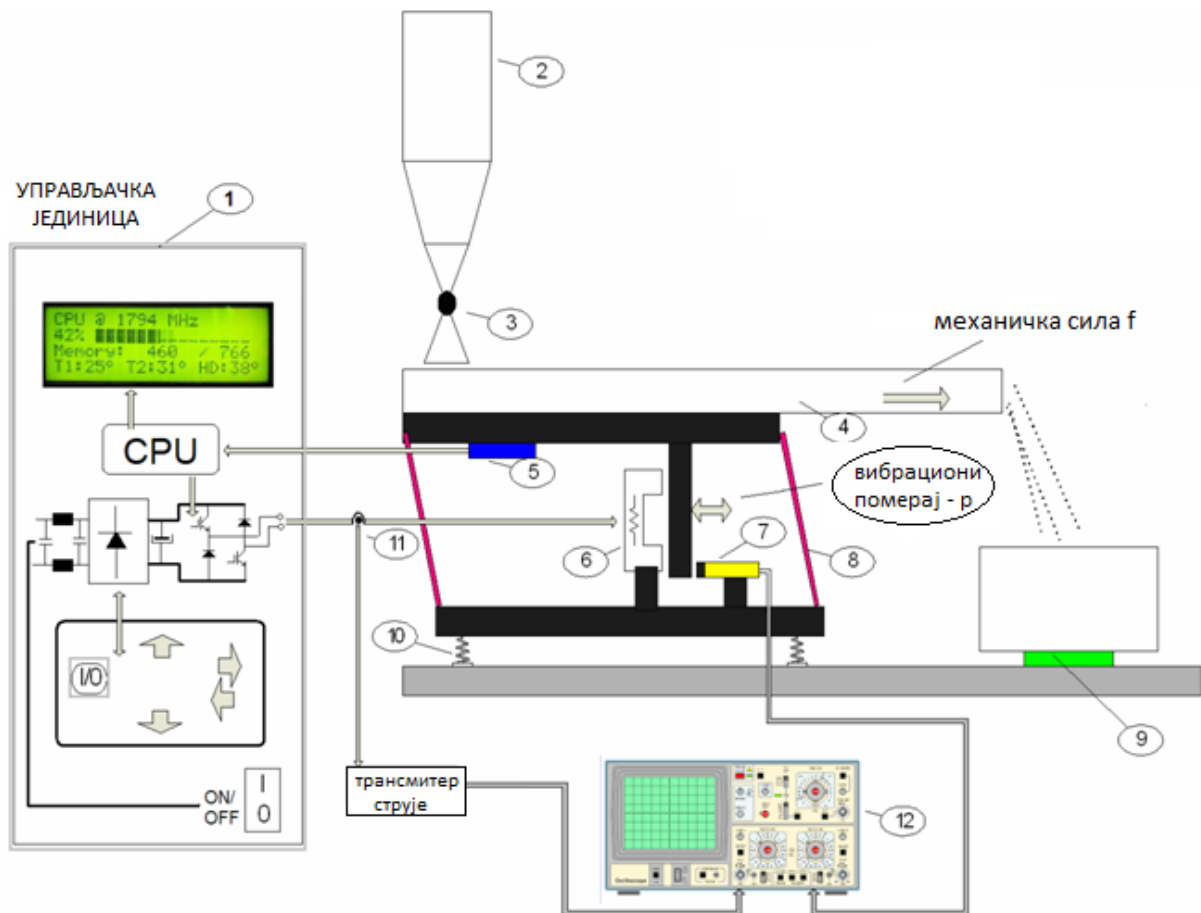 УПРАВЉАЧКА
ЈЕДИНИЦА
1
2
3
CPU @ 1794 MHz
42%
Memory: 460 / 766
T1:25° T2:31° HD:38°
механичка сила f
4
CPU
5
вибрациони
померај - p
6
7
8
11
10
I/O
9
трансмитер
струје
ON/
OFF
I
0
12